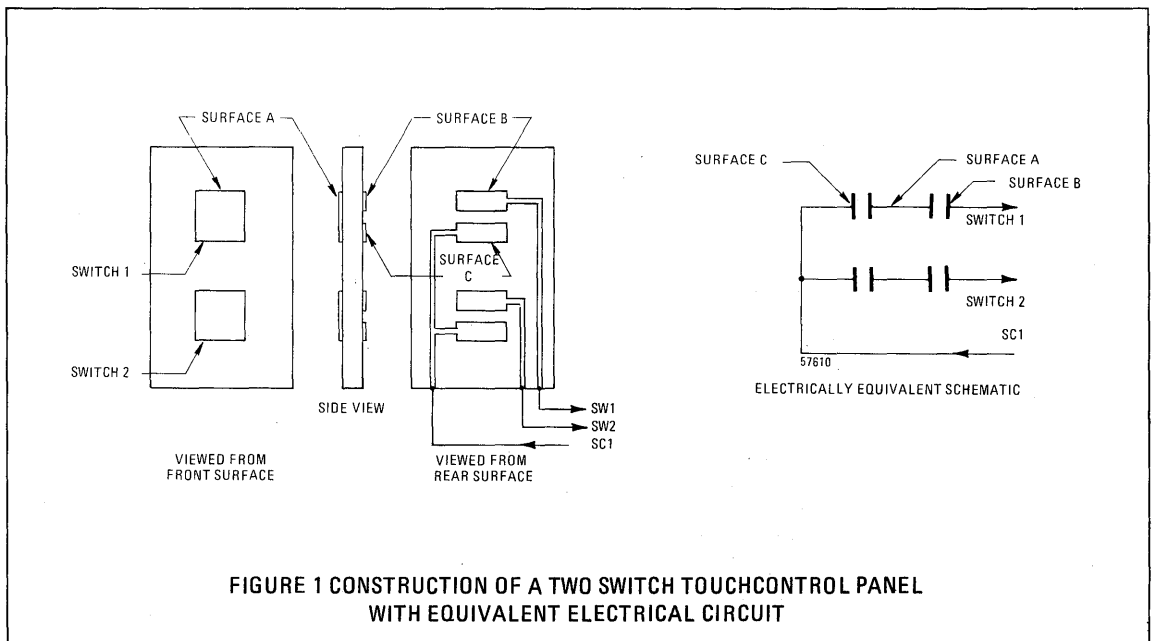 SURFACE A
SURFACE B
SWITCH 1
SWITCH 2
SURFACE
C
SIDE VIEW
SW1
SW2
SC1
VIEWED FROM
FRONT SURFACE
VIEWED FROM
REAR SURFACE
SURFACE C
SURFACE A
SURFACE B
SWITCH 1
SWITCH 2
SC1
57610
ELECTRICALLY EQUIVALENT SCHEMATIC
FIGURE 1 CONSTRUCTION OF A TWO SWITCH TOUCHCONTROL PANEL
WITH EQUIVALENT ELECTRICAL CIRCUIT